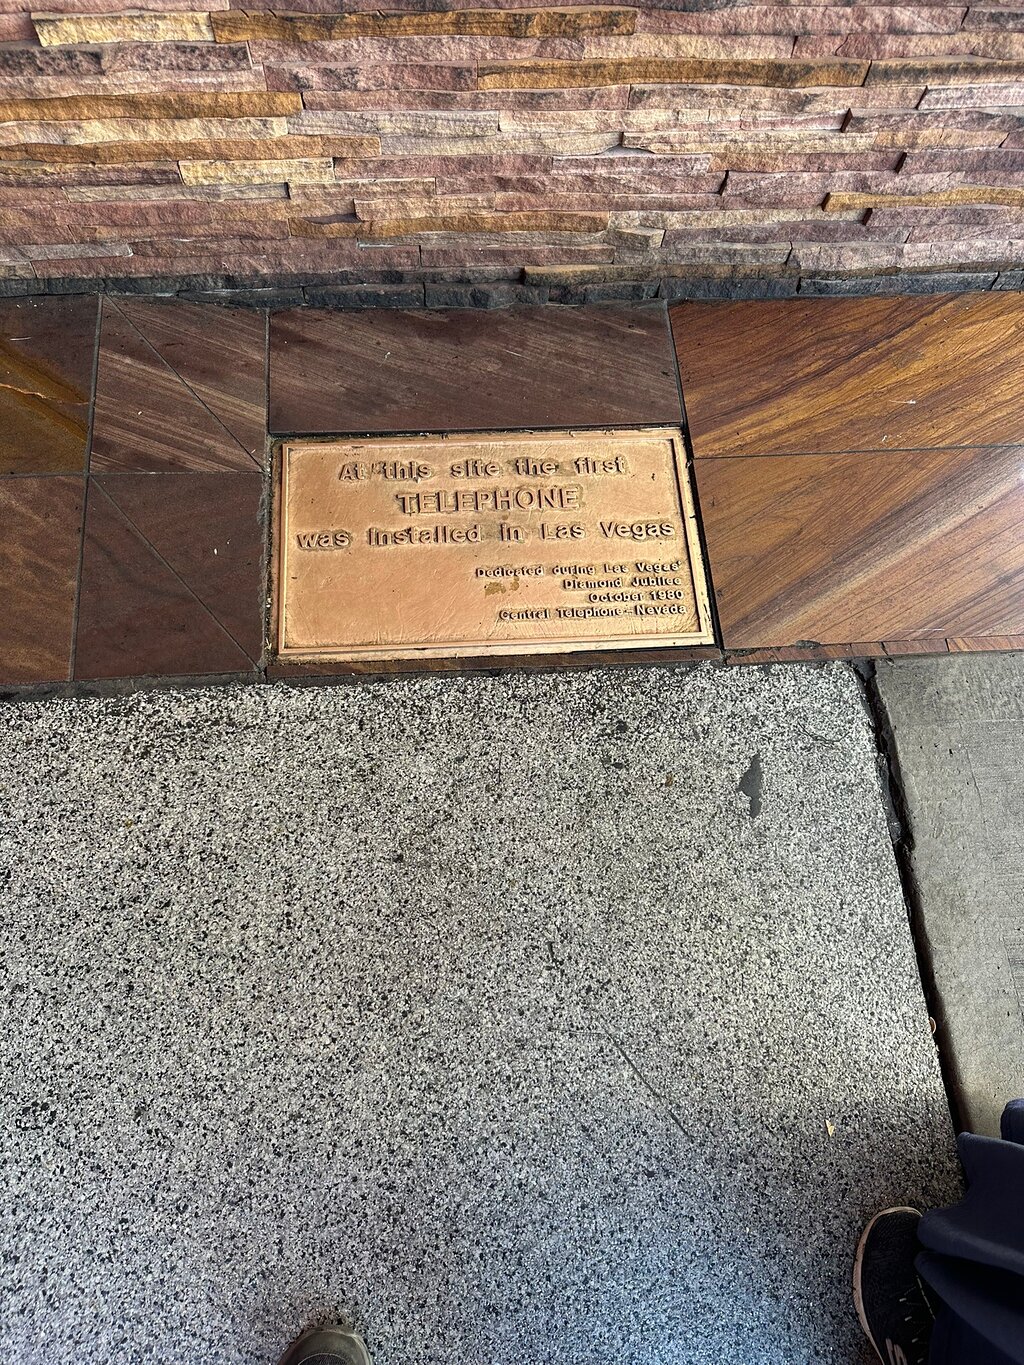 At this site the first
TELEPHONE
was installed in Las Vegas
Dedicated during Las Vegas'
Diamond Jubilee
October 1980
Central Telephone - Nevada